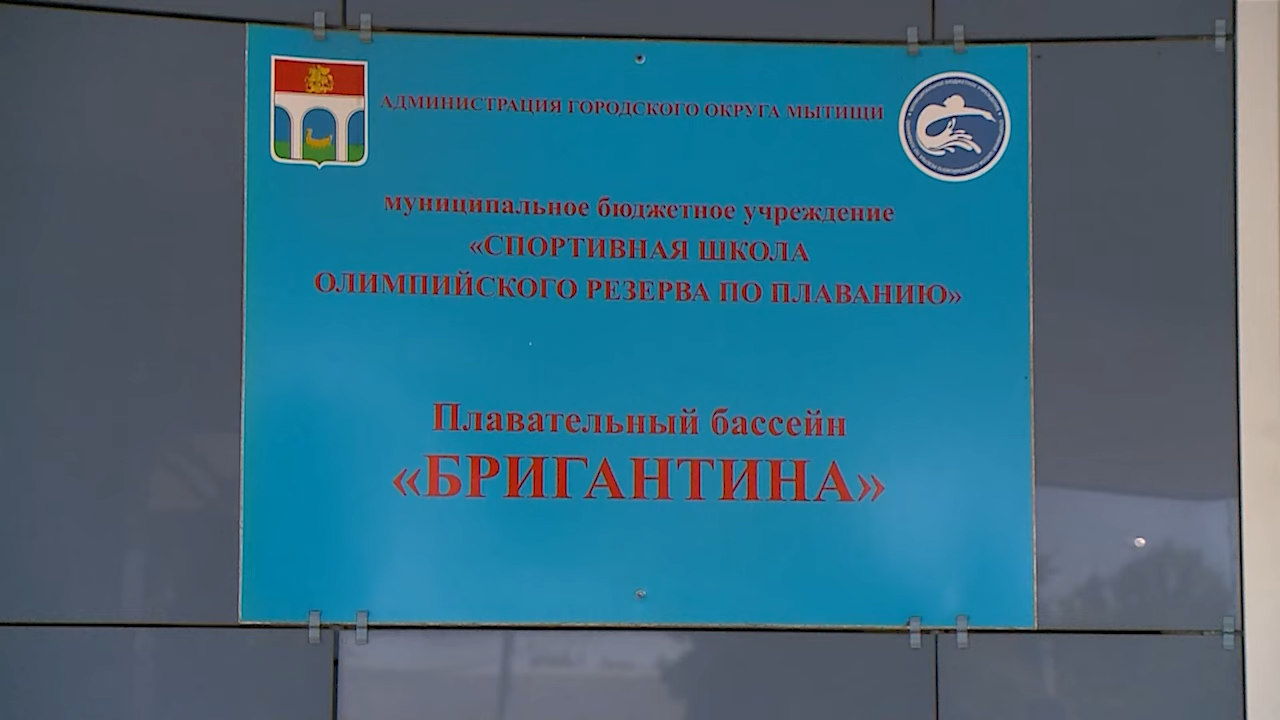 АДМИНИСТРАЦИЯ ГОРОДСКОГО ОКРУГА МЫТИЩИ
муниципальное бюджетное учреждение
«СПОРТИВНАЯ ШКОЛА
ОЛИМПИЙСКОГО РЕЗЕРВА ПО ПЛАВАНИЮ»
Плавательный бассейн
«БРИГАНТИНА»